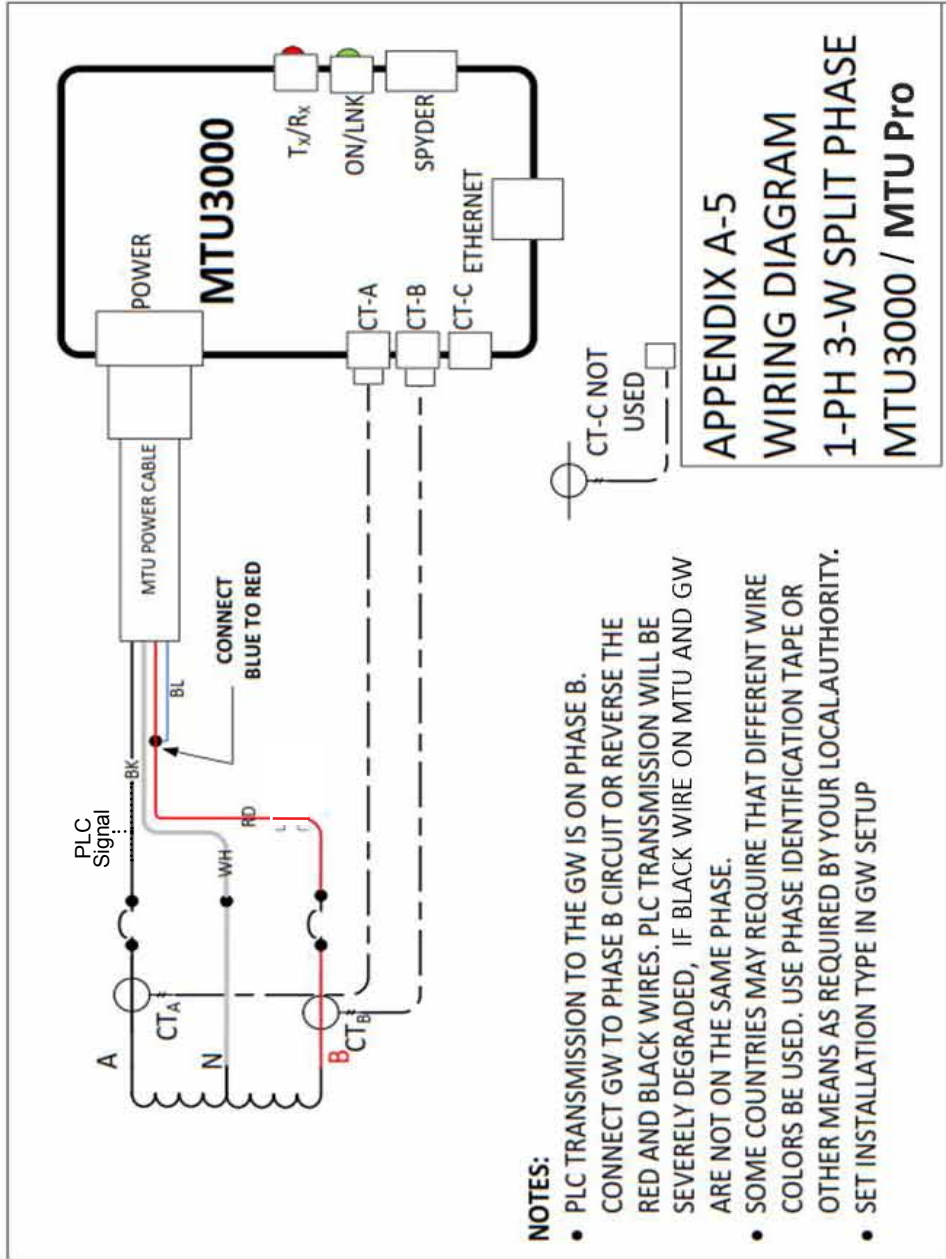 PLC
Signal
A
N
B
CTA
CTB
BK
WH
RD
BL
CONNECT
BLUE TO RED
MTU POWER CABLE
POWER
MTU3000
Tx/Rx
ON/LNK
SPYDER
CT-A
CT-B
CT-C
ETHERNET
CT-C NOT
USED
NOTES:
• PLC TRANSMISSION TO THE GW IS ON PHASE B.
CONNECT GW TO PHASE B CIRCUIT OR REVERSE THE
RED AND BLACK WIRES. PLC TRANSMISSION WILL BE
SEVERELY DEGRADED, IF BLACK WIRE ON MTU AND GW
ARE NOT ON THE SAME PHASE.
• SOME COUNTRIES MAY REQUIRE THAT DIFFERENT WIRE
COLORS BE USED. USE PHASE IDENTIFICATION TAPE OR
OTHER MEANS AS REQUIRED BY YOUR LOCAL AUTHORITY.
• SET INSTALLATION TYPE IN GW SETUP
APPENDIX A-5
WIRING DIAGRAM
1-PH 3-W SPLIT PHASE
MTU3000 / MTU Pro